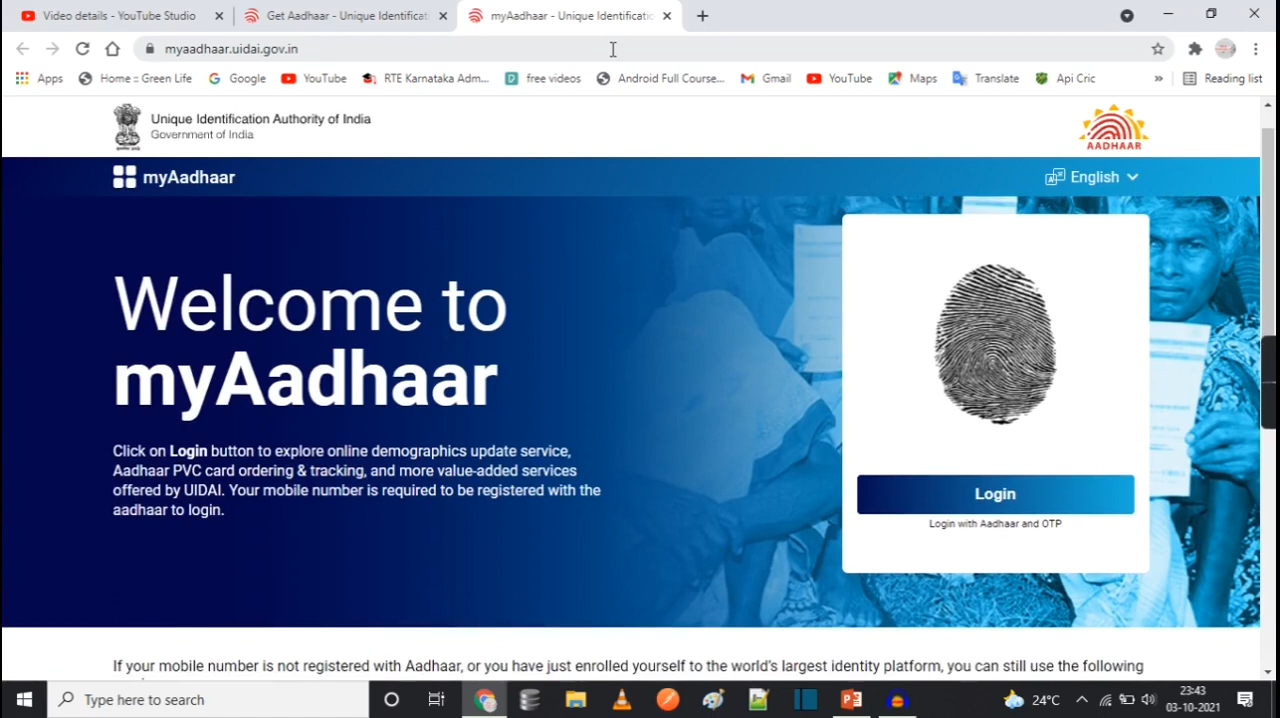 Video details - YouTube Studio
Get Aadhaar - Unique Identificati
myAadhaar - Unique Identificatio
myaadhaar.uidai.gov.in
Apps
Home :: Green Life
Google
YouTube
RTE Karnataka Adm...
free videos
Android Full Course...
Gmail
YouTube
Maps
Translate
Api Cric
»
Reading list
Unique Identification Authority of India
Government of India
AADHAAR
myAadhaar
English
Welcome to
myAadhaar
Click on Login button to explore online demographics update service,
Aadhaar PVC card ordering & tracking, and more value-added services
offered by UIDAI. Your mobile number is required to be registered with the
aadhaar to login.
Login
Login with Aadhaar and OTP
If your mobile number is not registered with Aadhaar, or you have just enrolled yourself to the world's largest identity platform, you can still use the following
Type here to search
24°C
23:43
03-10-2021